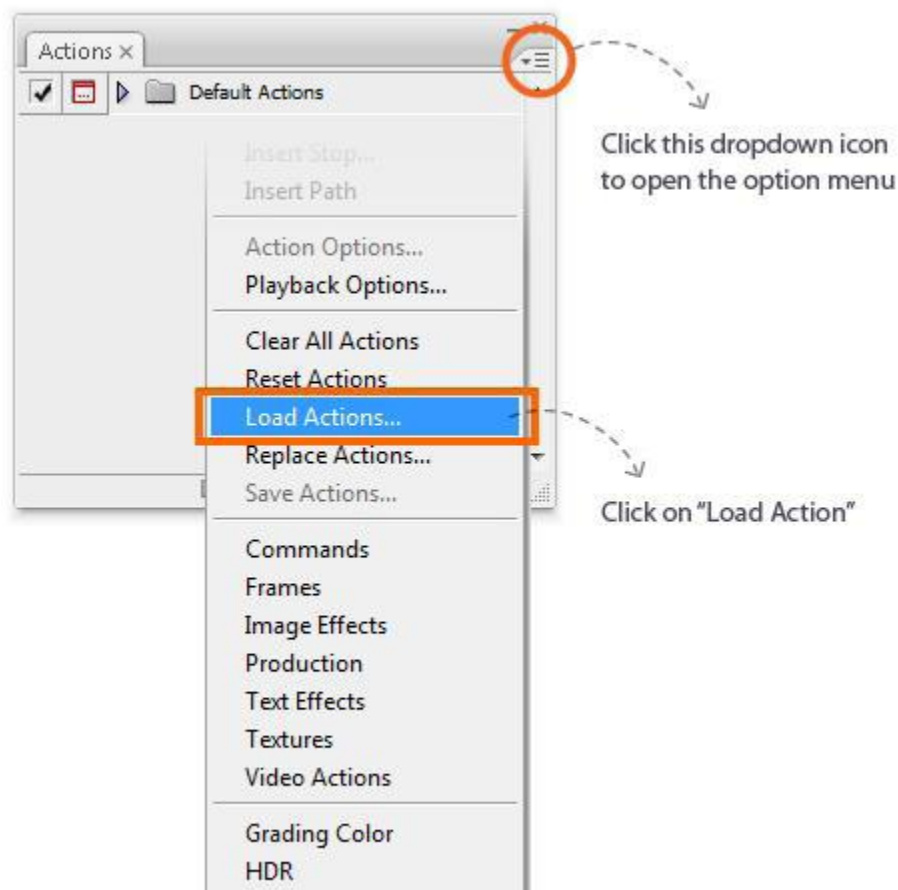 Actions ×
Default Actions
Click this dropdown icon
to open the option menu
Insert Stop...
Insert Path
Action Options...
Playback Options...
Clear All Actions
Reset Actions
Load Actions...
Replace Actions...
Save Actions...
Click on "Load Action"
Commands
Frames
Image Effects
Production
Text Effects
Textures
Video Actions
Grading Color
HDR